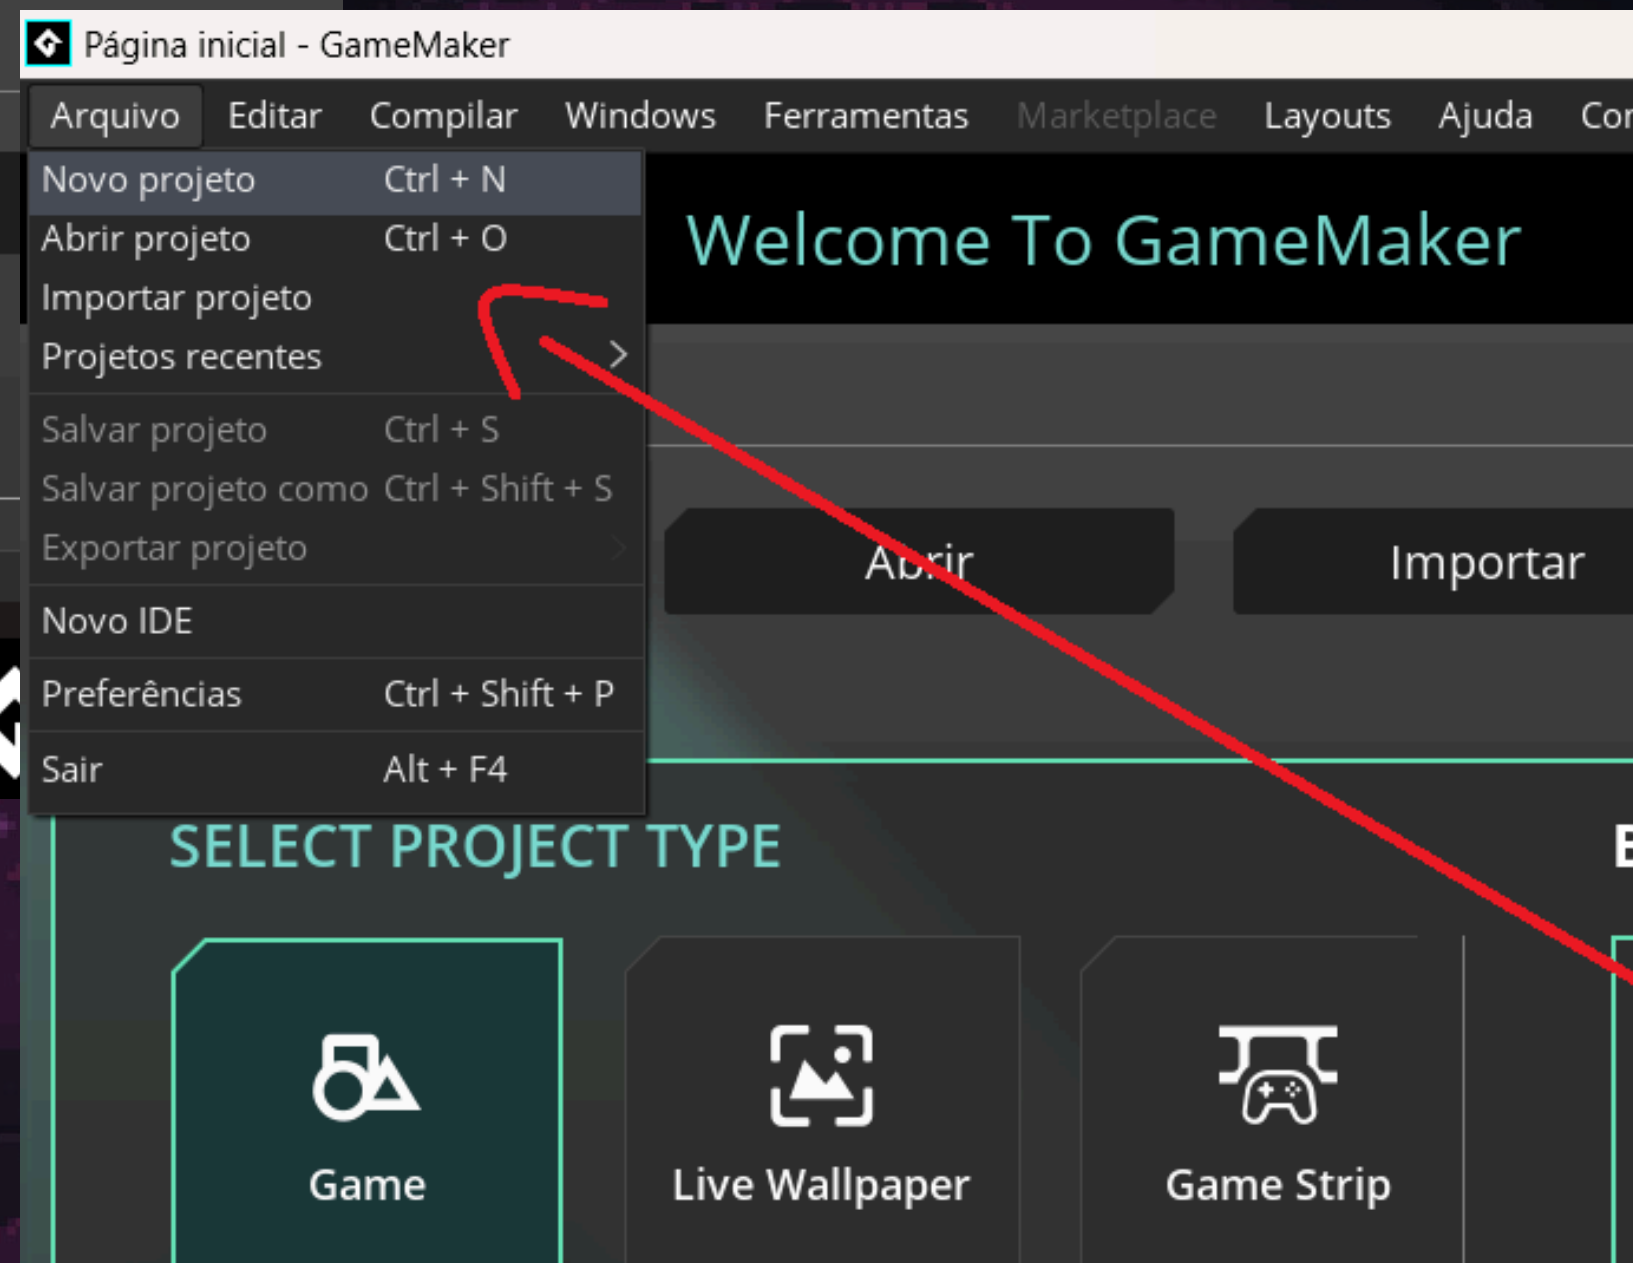 Página inicial - GameMaker
Arquivo Editar Compilar Windows Ferramentas Marketplace Layouts Ajuda
Novo projeto Ctrl + N
Abrir projeto Ctrl + O
Importar projeto
Projetos recentes
Salvar projeto Ctrl + S
Salvar projeto como Ctrl + Shift + S
Exportar projeto
Novo IDE
Preferências Ctrl + Shift + P
Sair Alt + F4
Welcome To GameMaker
Abrir Importar
SELECT PROJECT TYPE
Game Live Wallpaper Game Strip